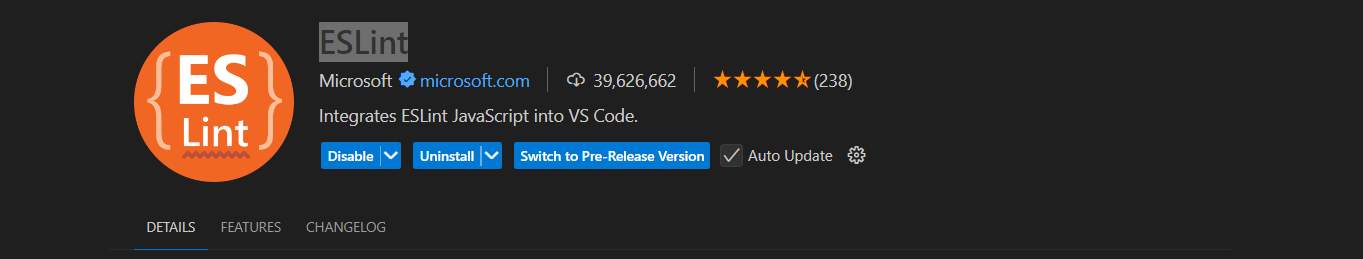 ES
Lint
ESLint
Microsoft microsoft.com 39,626,662 (238)
Integrates ESLint JavaScript into VS Code.
Disable Uninstall Switch to Pre-Release Version Auto Update
DETAILS FEATURES CHANGELOG